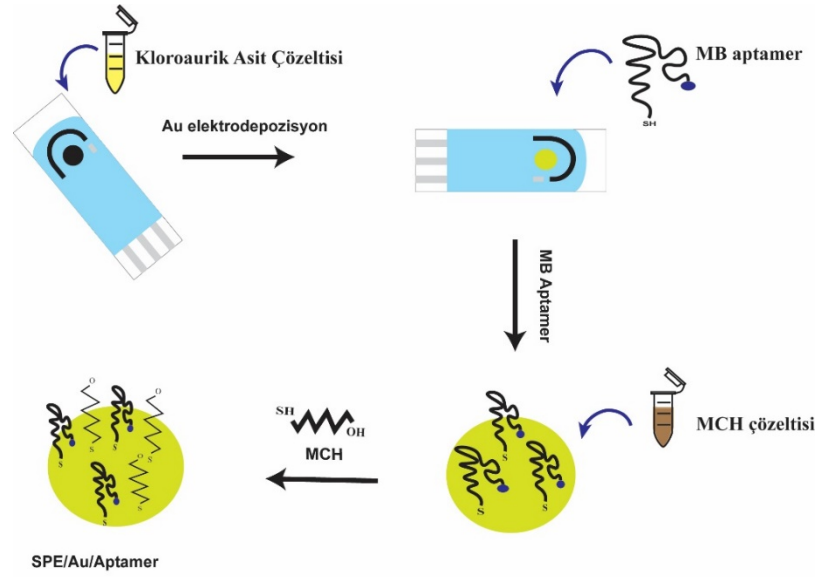 Kloroaurik Asit Çözeltisi
MB aptamer
SH
Au elektrodepozisyon
MB Aptamer
MCH çözeltisi
SH
OH
MCH
O
O
O
S
S
S
S
S
S
S
S
S
SPE/Au/Aptamer